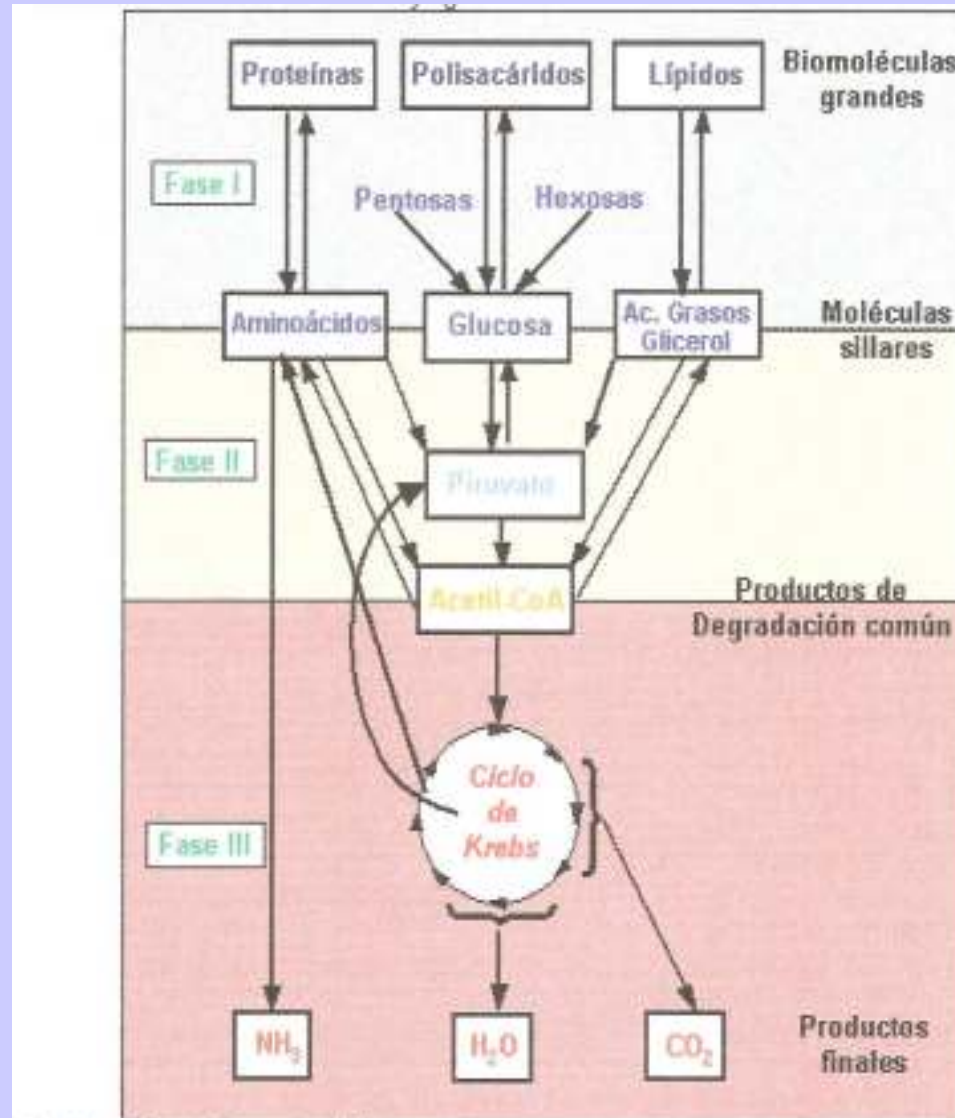 Proteínas
Polisacáridos
Lípidos
Biomoléculas
grandes
Fase I
Pentosas
Hexosas
Aminoácidos
Glucosa
Ac. Grasos
Glicerol
Moléculas
sillares
Fase II
Piruvato
Acetil-CoA
Productos de
Degradación común
Ciclo
de
Krebs
Fase III
NH3
H2O
CO2
Productos
finales